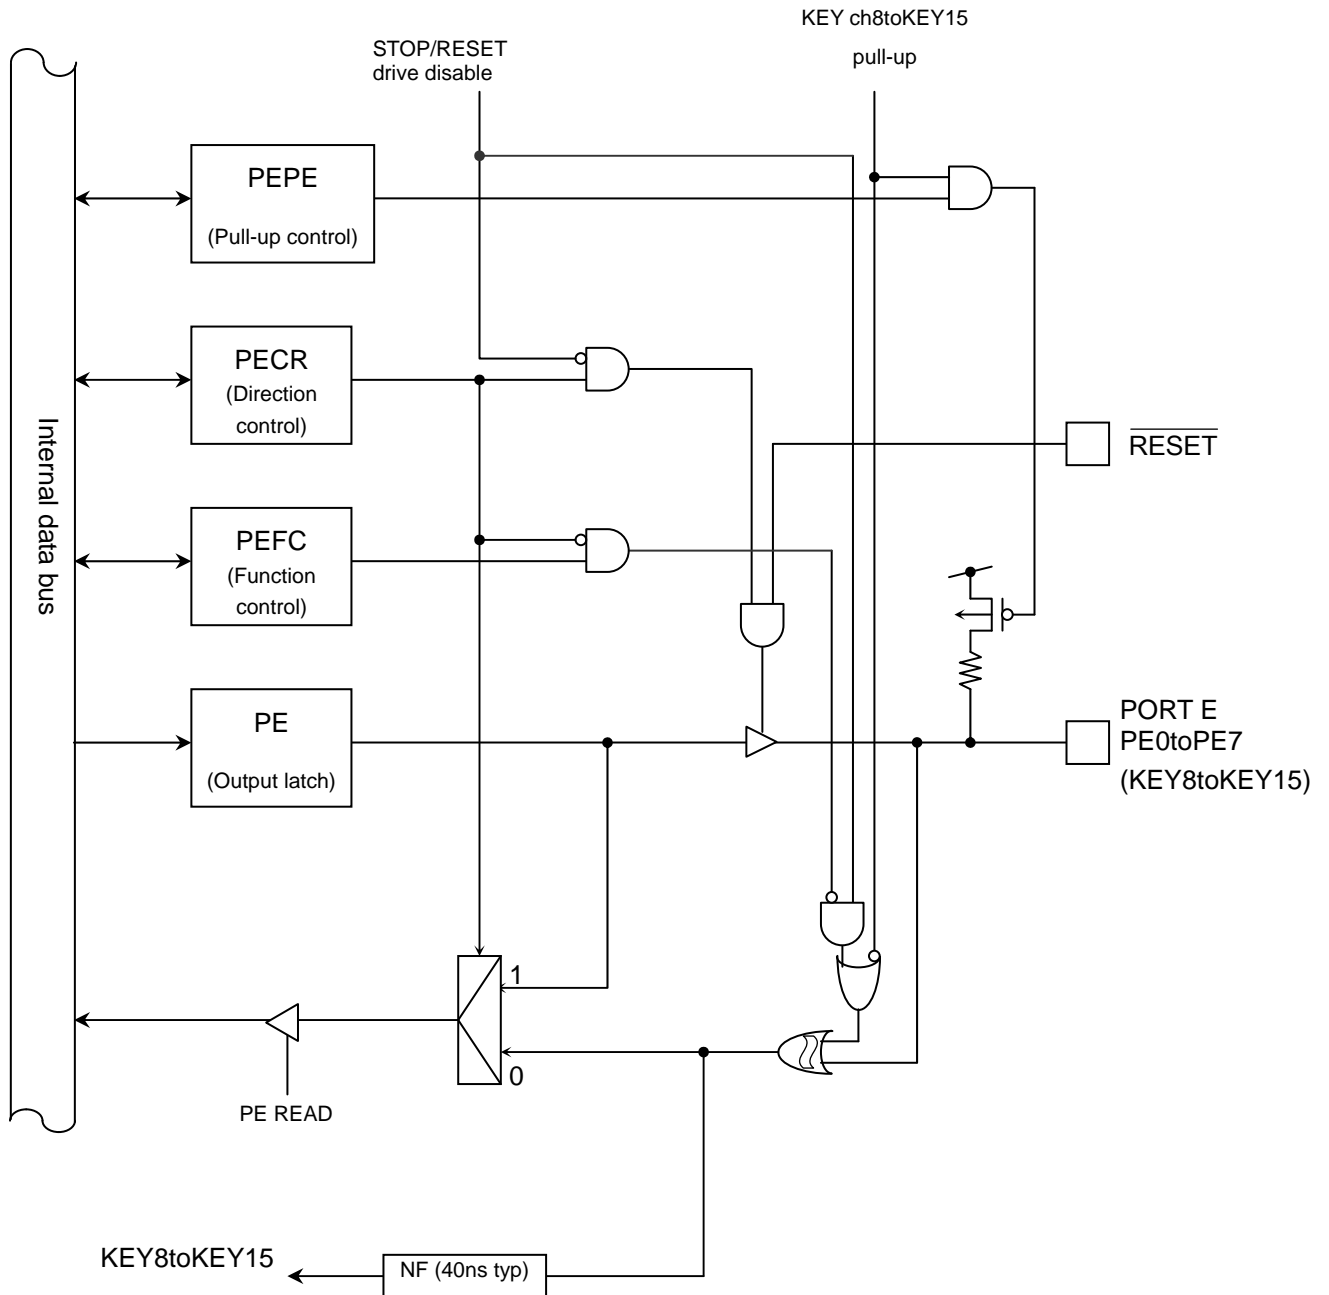 KEY ch8toKEY15
pull-up
STOP/RESET
drive disable
PEPE
(Pull-up control)
PECR
(Direction
control)
RESET
Internal data bus
PEFC
(Function
control)
PE
(Output latch)
PORT E
PE0toPE7
(KEY8toKEY15)
1
0
PE READ
KEY8toKEY15
NF (40ns typ)